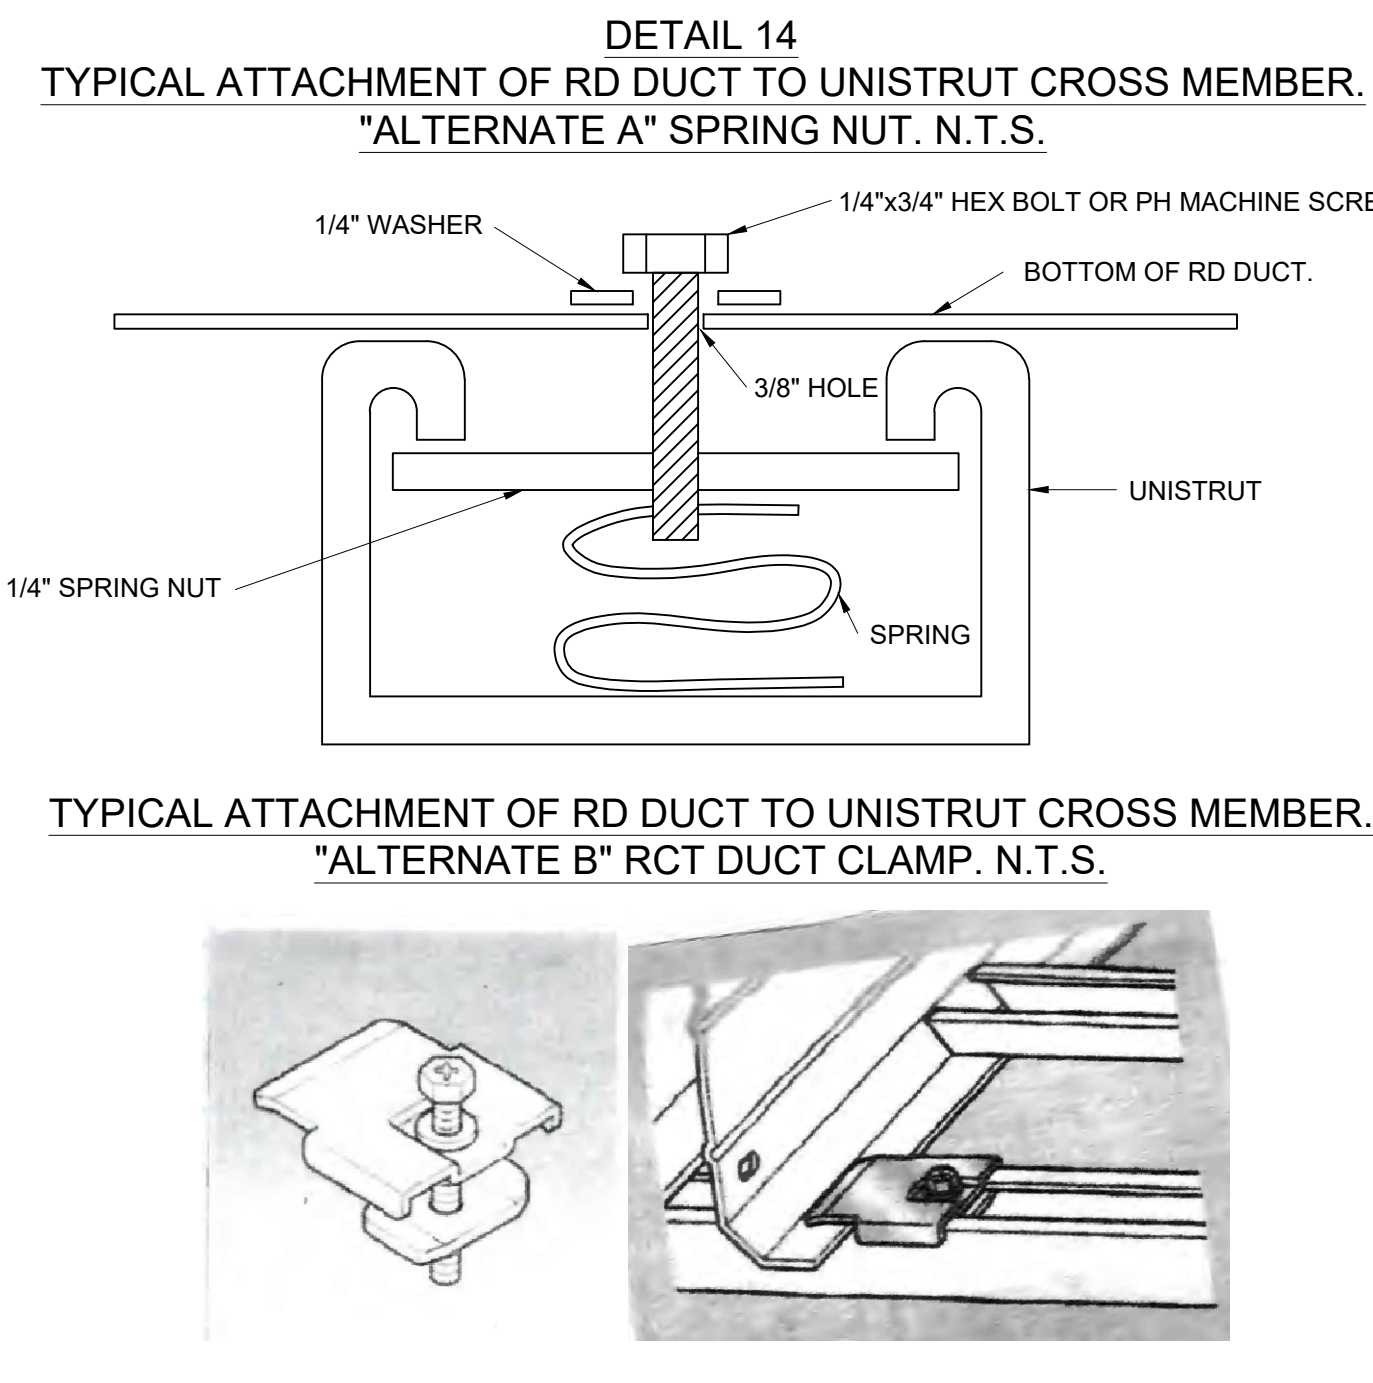 DETAIL 14
TYPICAL ATTACHMENT OF RD DUCT TO UNISTRUT CROSS MEMBER.
"ALTERNATE A" SPRING NUT. N.T.S.
1/4"x3/4" HEX BOLT OR PH MACHINE SCRE
1/4" WASHER
BOTTOM OF RD DUCT.
3/8" HOLE
UNISTRUT
1/4" SPRING NUT
SPRING
TYPICAL ATTACHMENT OF RD DUCT TO UNISTRUT CROSS MEMBER.
"ALTERNATE B" RCT DUCT CLAMP. N.T.S.